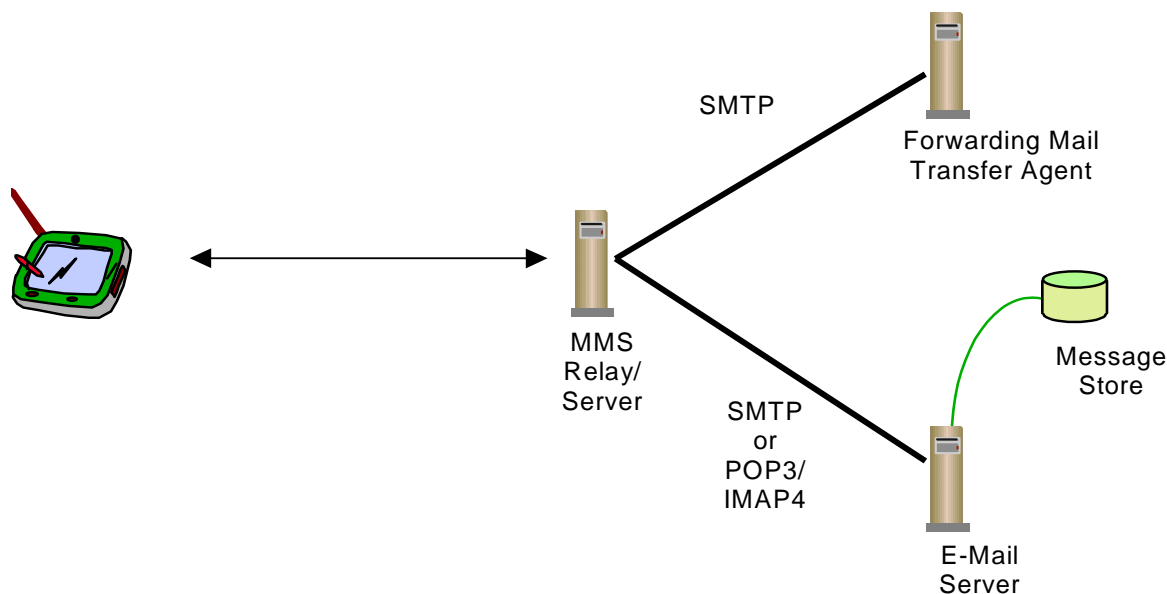 SMTP
Forwarding Mail
Transfer Agent
MMS
Relay/
Server
Message
Store
SMTP
or
POP3/
IMAP4
E-Mail
Server